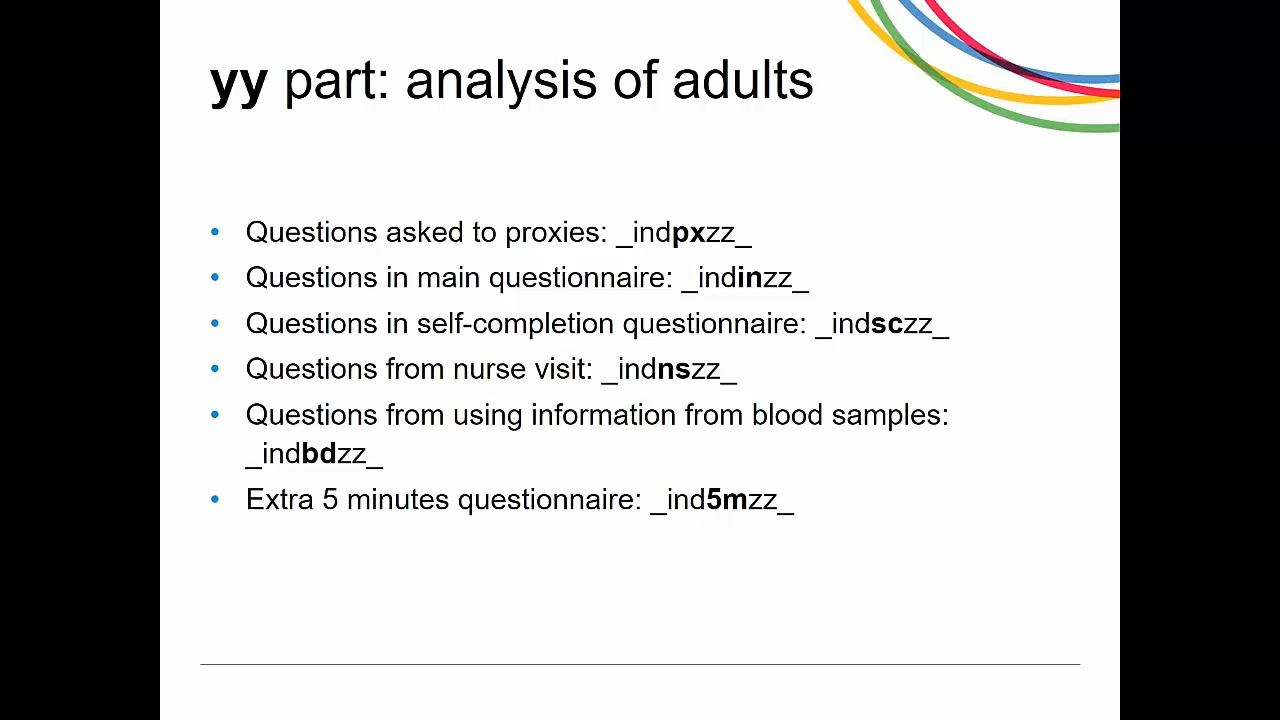 yy part: analysis of adults
• Questions asked to proxies: _indpxzz_
• Questions in main questionnaire: _indinzz_
• Questions in self-completion questionnaire: _indsczz_
• Questions from nurse visit: _indnszz_
• Questions from using information from blood samples:
_indbdzz_
• Extra 5 minutes questionnaire: _ind5mzz_